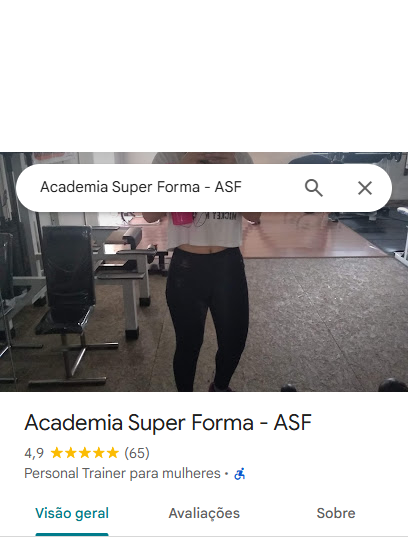 Academia Super Forma - ASF
MICKEY M
Academia Super Forma - ASF
4,9 (65)
Personal Trainer para mulheres ·
Visão geral
Avaliações
Sobre